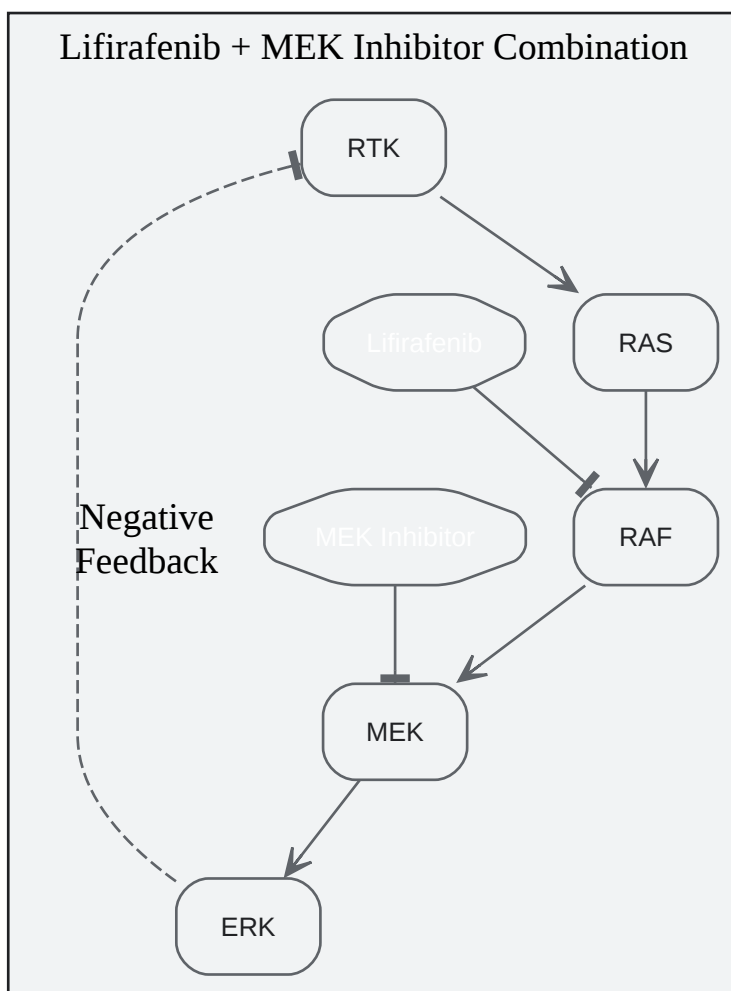 Lifirafenib + MEK Inhibitor Combination
RTK
Lifirafenib
RAS
Negative
Feedback
MEK Inhibitor
RAF
MEK
ERK